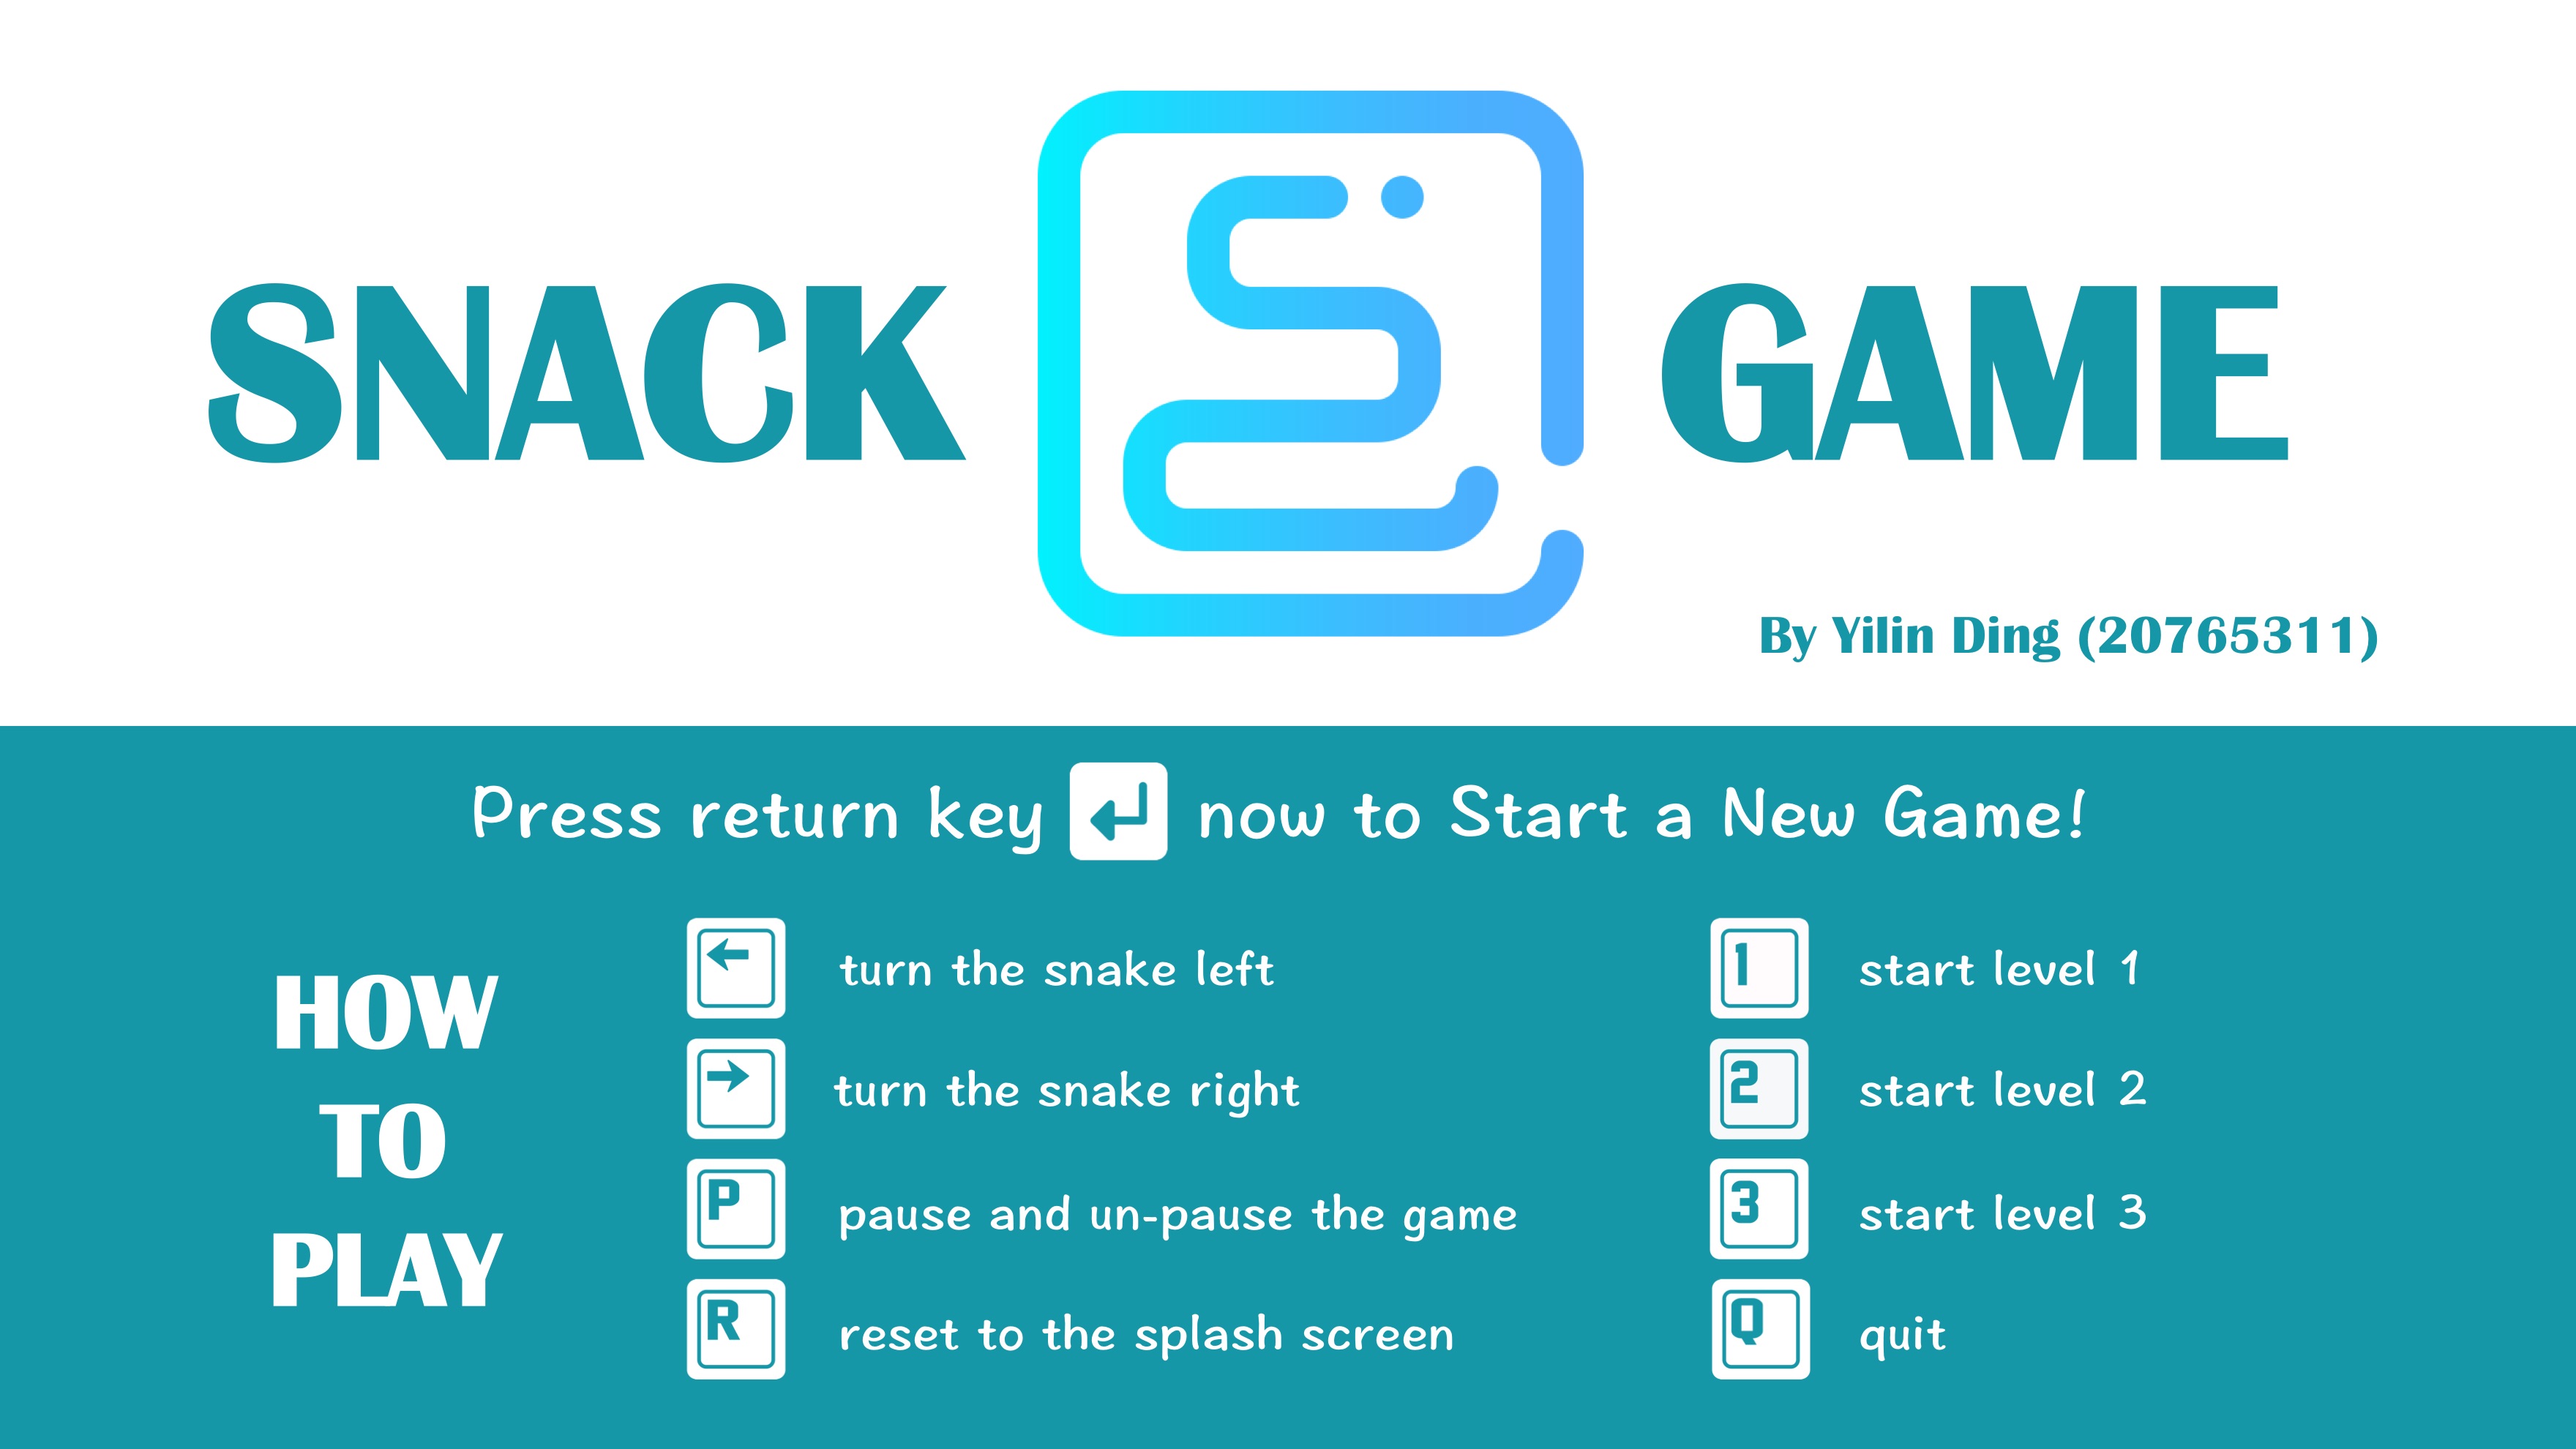 SNACK GAME
By Yilin Ding (20765311)
Press return key now to Start a New Game!
HOW
TO
PLAY
← turn the snake left
→ turn the snake right
P pause and un-pause the game
R reset to the splash screen
1 start level 1
2 start level 2
3 start level 3
Q quit